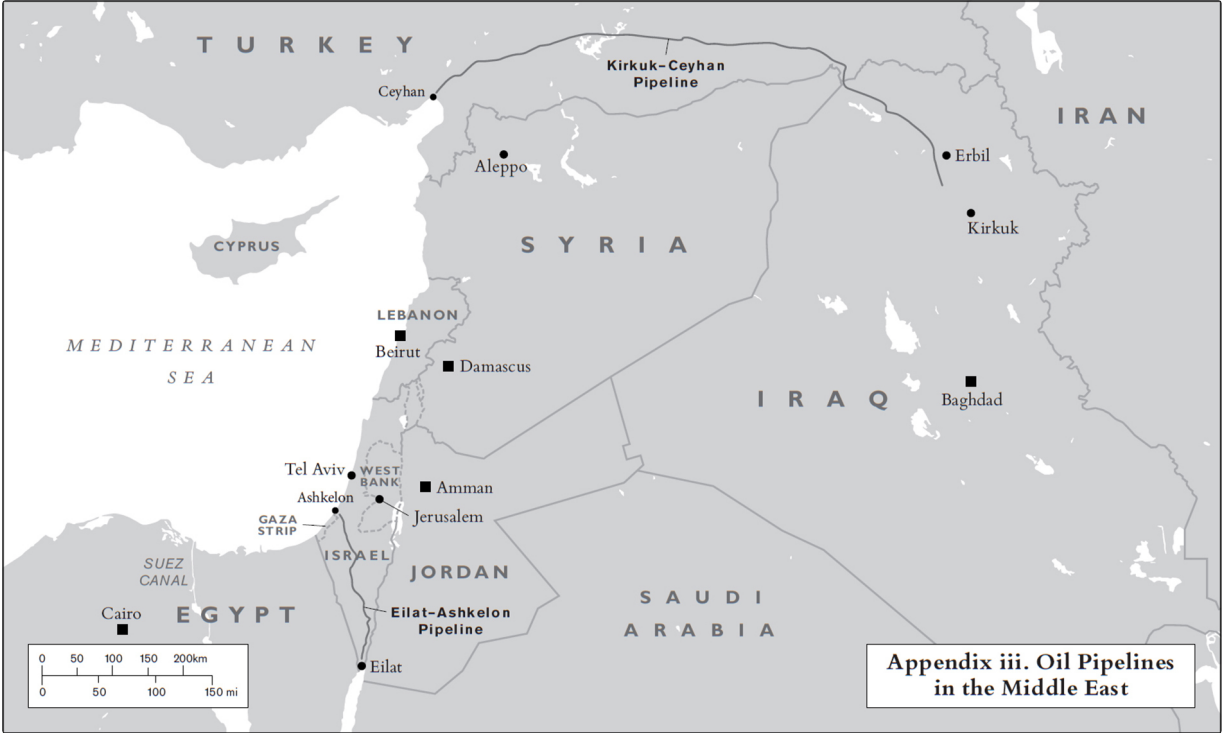 TURKEY
Kirkuk–Ceyhan
Pipeline
Ceyhan
IRAN
Aleppo
Erbil
Kirkuk
CYPRUS
SYRIA
LEBANON
MEDITERRANEAN
SEA
Beirut
Damascus
IRAQ
Baghdad
Tel Aviv
WEST
BANK
Ashkelon
Amman
Jerusalem
GAZA
STRIP
ISRAEL
SUEZ
CANAL
JORDAN
SAUDI
ARABIA
Cairo
EGYPT
Eilat–Ashkelon
Pipeline
Eilat
0 50 100 150 200km
0 50 100 150 mi
Appendix iii. Oil Pipelines
in the Middle East